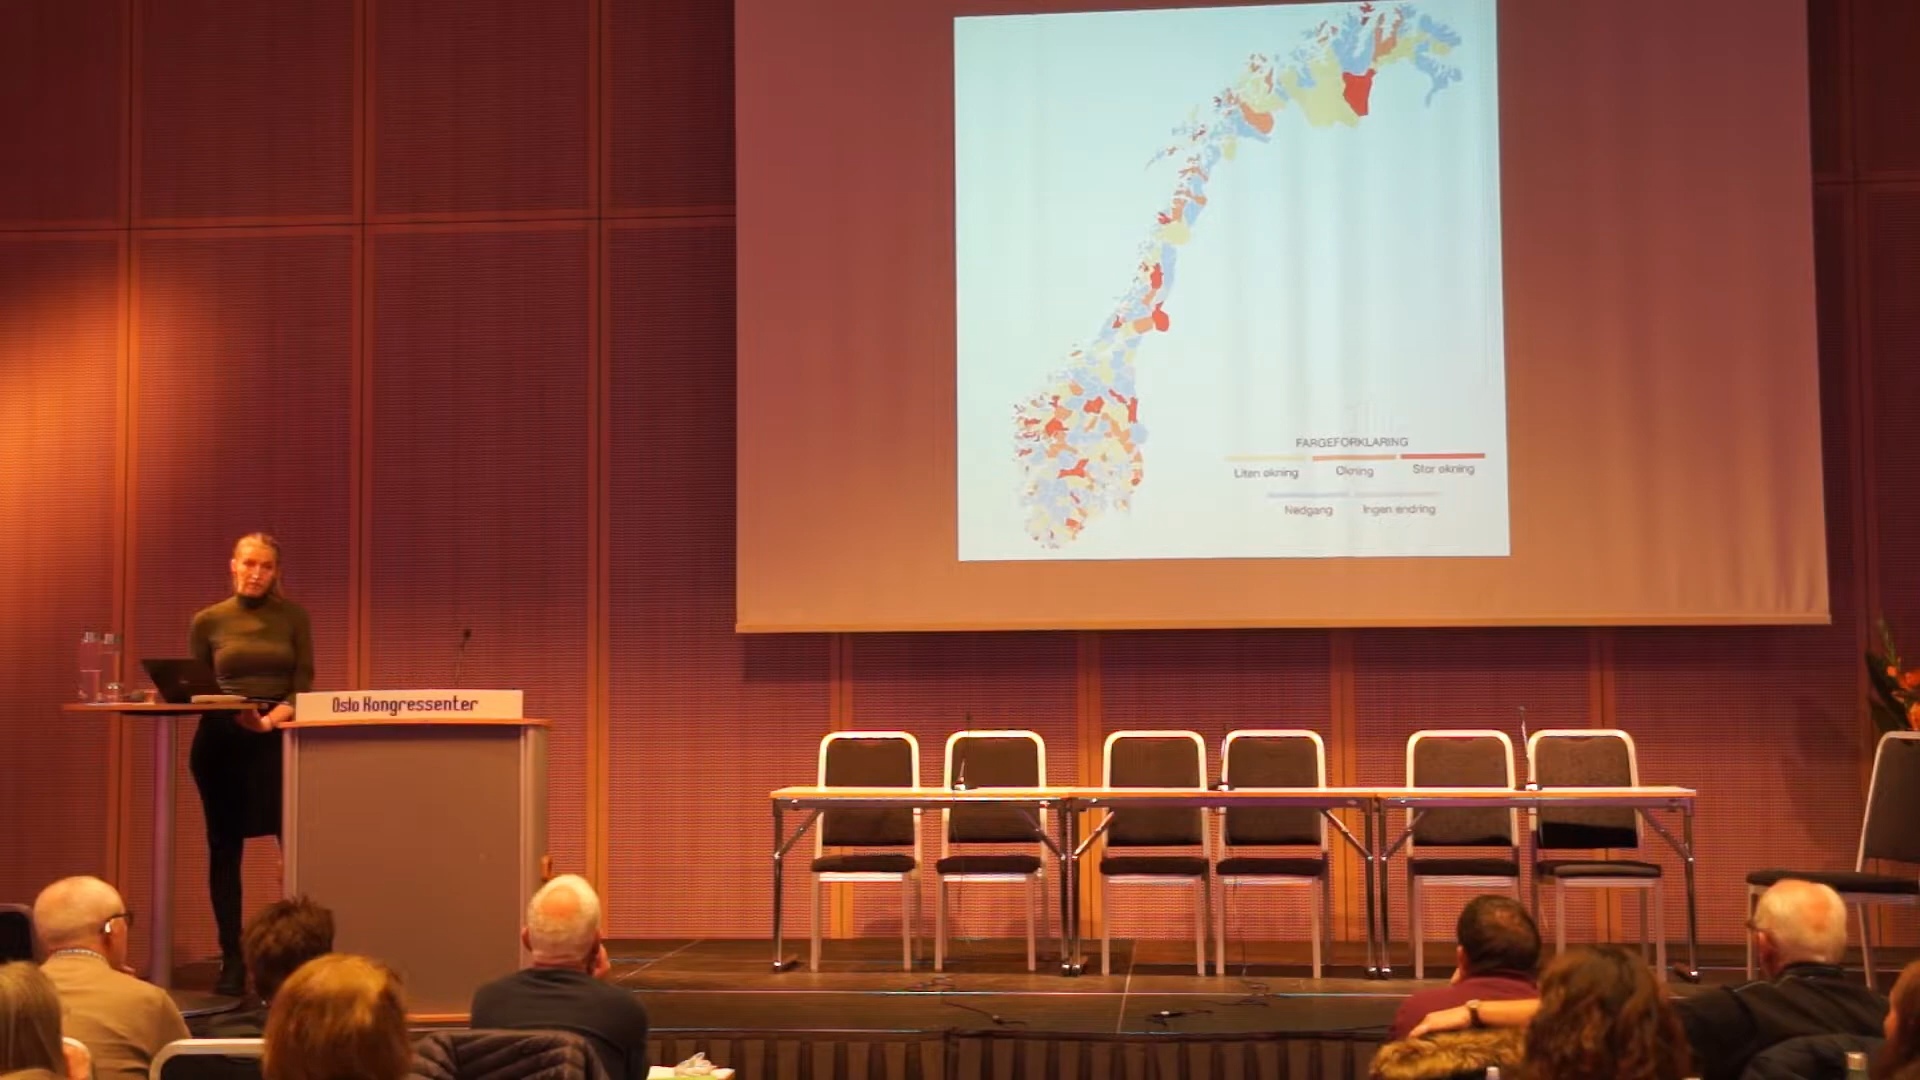 FARGEFORKLARING
Liten økning Økning Stor økning
Nedgang Ingen endring
Oslo Kongressenter